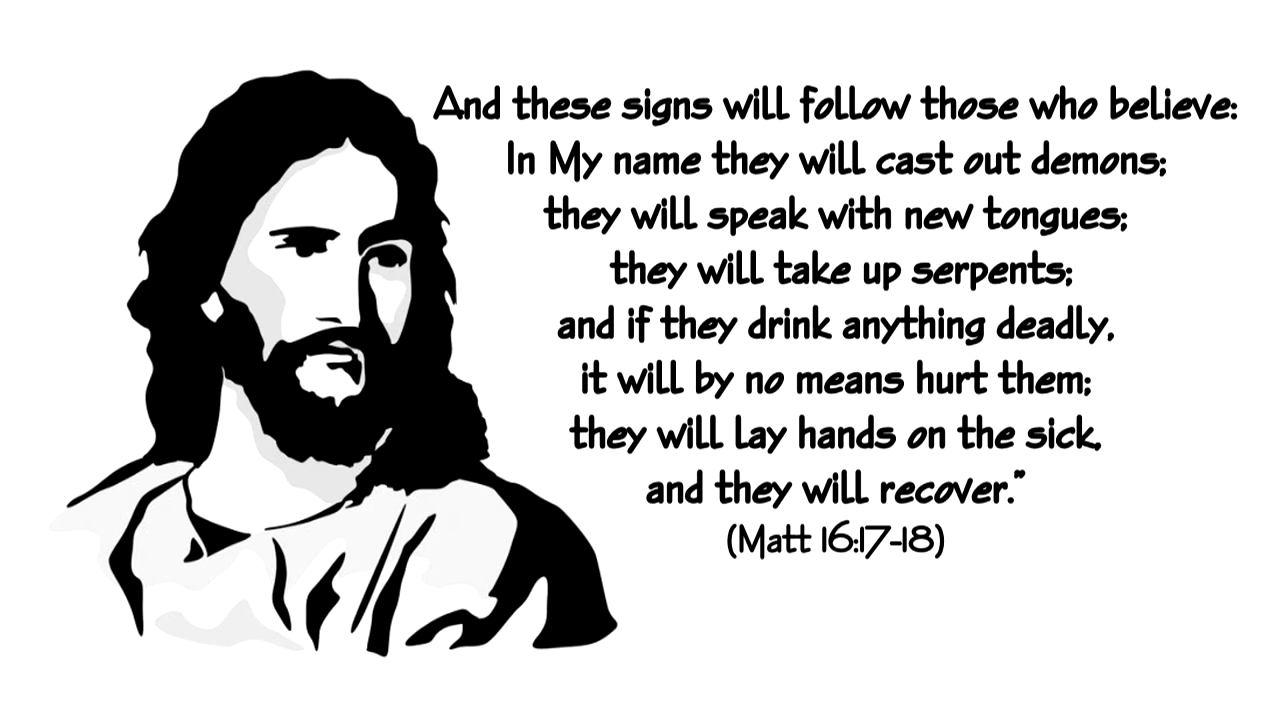 And these signs will follow those who believe:
In My name they will cast out demons;
they will speak with new tongues;
they will take up serpents;
and if they drink anything deadly,
it will by no means hurt them;
they will lay hands on the sick,
and they will recover.”
(Matt 16:17-18)